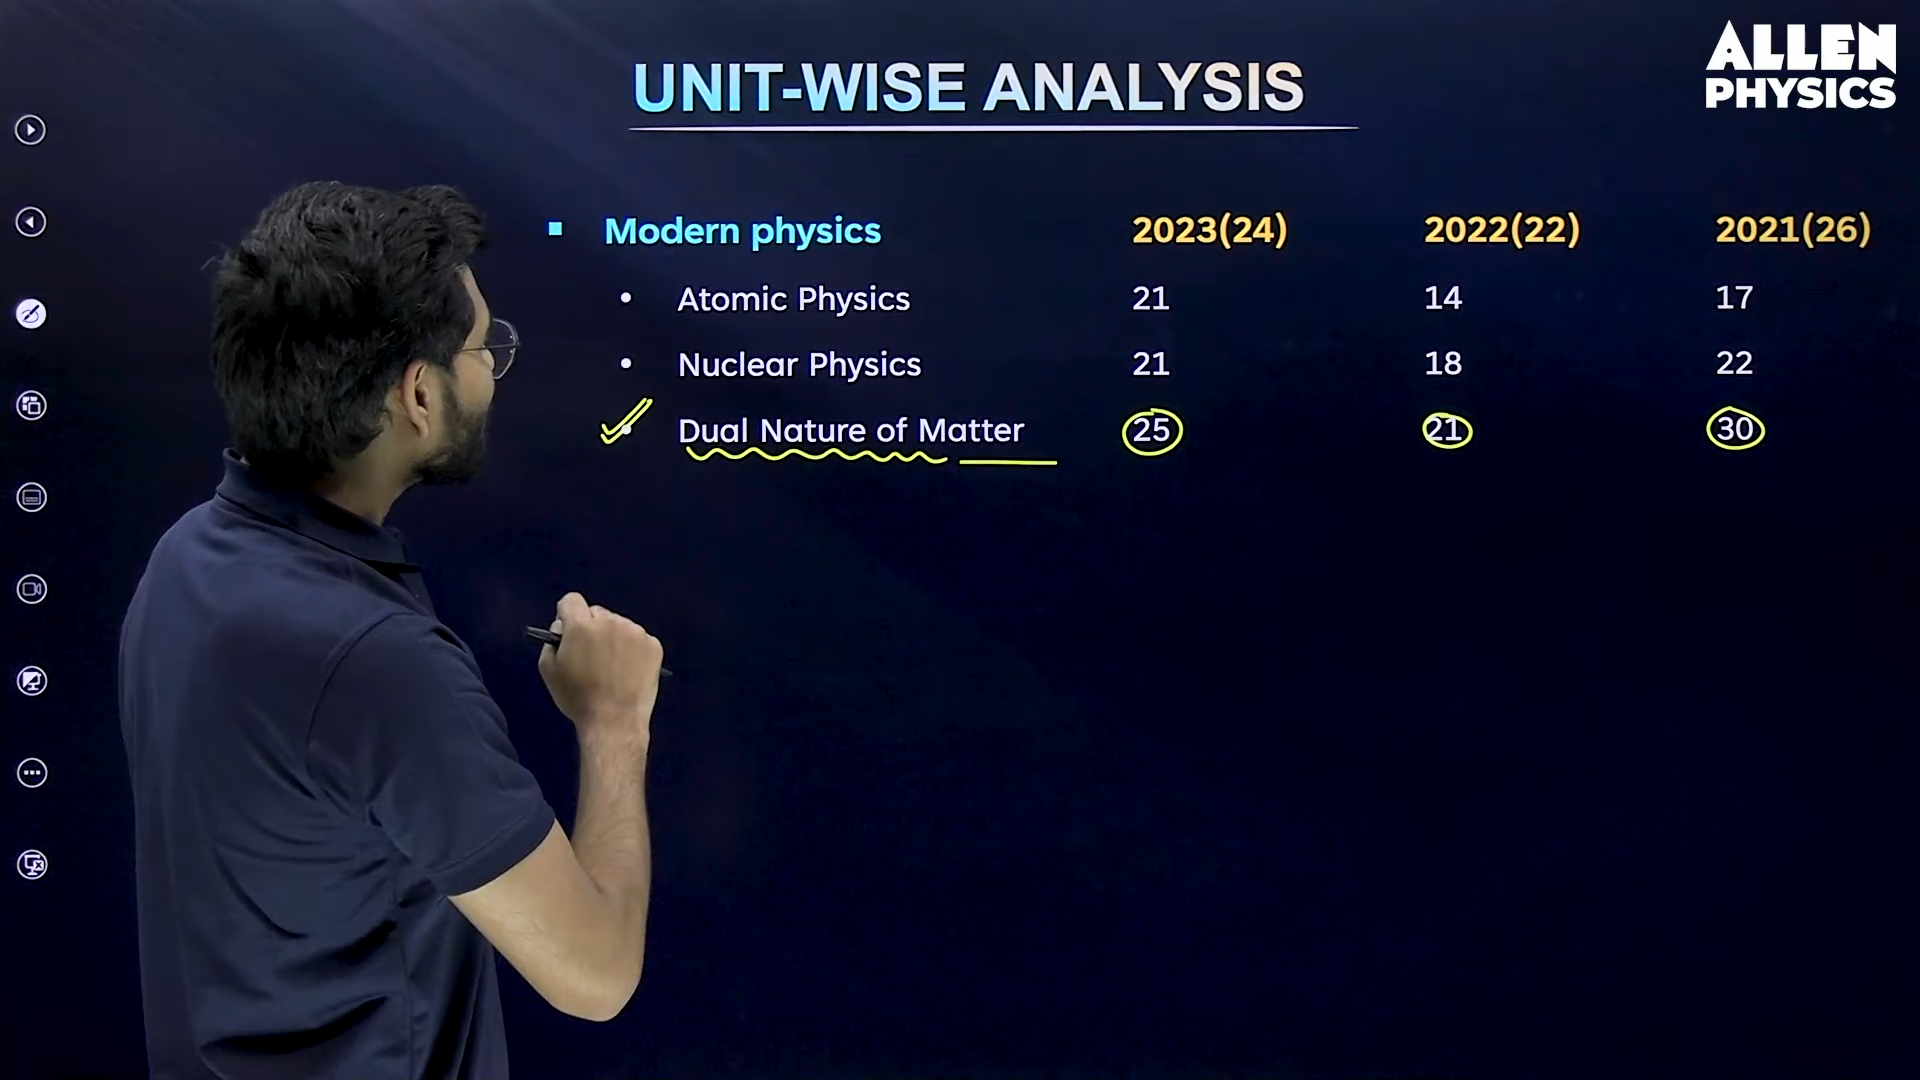 ALLEN
PHYSICS
UNIT-WISE ANALYSIS
Modern physics 2023(24) 2022(22) 2021(26)
Atomic Physics 21 14 17
Nuclear Physics 21 18 22
Dual Nature of Matter 25 21 30